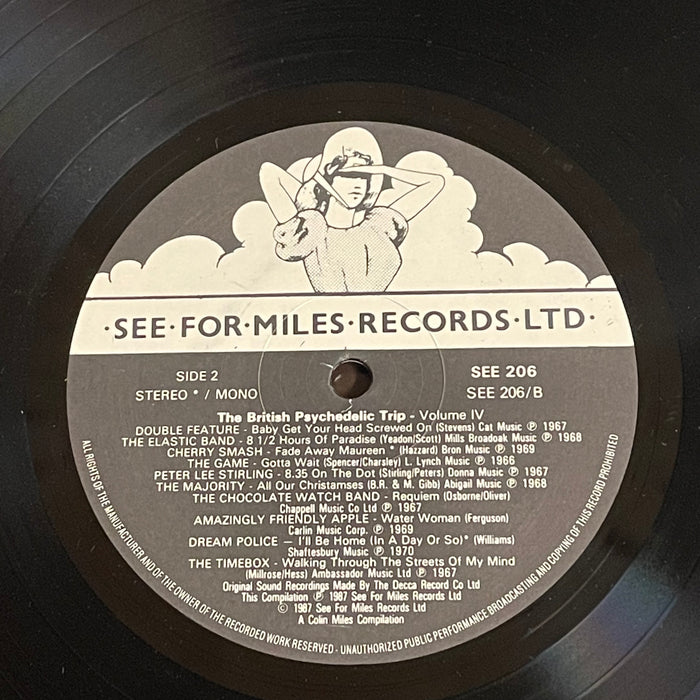 ·SEE·FOR·MILES·RECORDS·LTD·
SIDE 2
SEE 206
STEREO * / MONO
SEE 206/B
The British Psychedelic Trip - Volume IV
DOUBLE FEATURE - Baby Get Your Head Screwed On (Stevens) Cat Music ℗ 1967
THE ELASTIC BAND - 8 1/2 Hours Of Paradise (Yeadon/Scott) Mills Broadoak Music ℗ 1968
CHERRY SMASH - Fade Away Maureen * (Hazzard) Bron Music ℗ 1969
THE GAME - Gotta Wait (Spencer/Charsley) L. Lynch Music ℗ 1966
PETER LEE STIRLING - 8.35 On The Dot (Stirling/Peters) Donna Music ℗ 1967
THE MAJORITY - All Our Christamses (B.R. & M. Gibb) Abigail Music ℗ 1968
THE CHOCOLATE WATCH BAND - Requiem (Osborne/Oliver)
Chappell Music Co Ltd ℗ 1967
AMAZINGLY FRIENDLY APPLE - Water Woman (Ferguson)
Carlin Music Corp. ℗ 1969
DREAM POLICE — I'll Be Home (In A Day Or So)* (Williams)
Shaftesbury Music ℗ 1970
THE TIMEBOX - Walking Through The Streets Of My Mind
(Millrose/Hess) Ambassador Music Ltd ℗ 1967
Original Sound Recordings Made By The Decca Record Co Ltd
This Compilation ℗ 1987 See For Miles Records Ltd
© 1987 See For Miles Records Ltd
A Colin Miles Compilation
ALL RIGHTS OF THE MANUFACTURER AND OF THE OWNER OF THE RECORDED WORK RESERVED - UNAUTHORIZED PUBLIC PERFORMANCE BROADCASTING AND COPYING OF THIS RECORD PROHIBITED